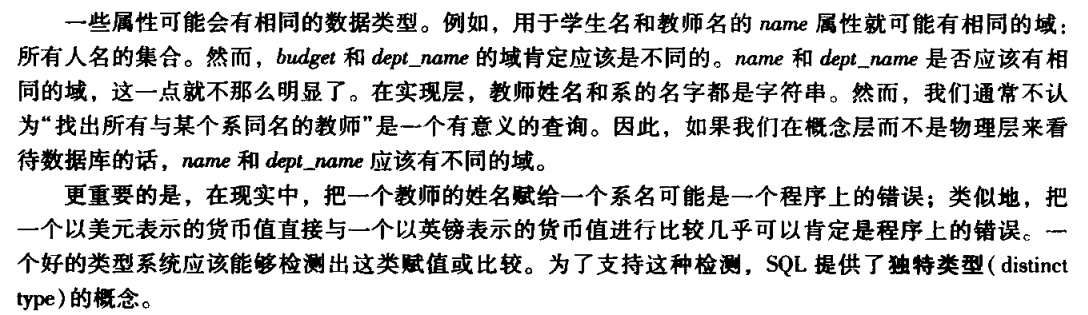 一些属性可能会有相同的数据类型。例如，用于学生名和教师名的 name 属性就可能有相同的域：
所有人名的集合。然而，budget 和 dept_name 的域肯定应该是不同的。name 和 dept_name 是否应该有相
同的域，这一点就不那么明显了。在实现层，教师姓名和系的名字都是字符串。然而，我们通常不认
为“找出所有与某个系同名的教师”是一个有意义的查询。因此，如果我们在概念层而不是物理层来看
待数据库的话，name 和 dept_name 应该有不同的域。
更重要的是，在现实中，把一个教师的姓名赋给一个系名可能是一个程序上的错误；类似地，把
一个以美元表示的货币值直接与一个以英镑表示的货币值进行比较几乎可以肯定是程序上的错误。一
个好的类型系统应该能够检测出这类赋值或比较。为了支持这种检测，SQL 提供了独特类型(distinct
type)的概念。